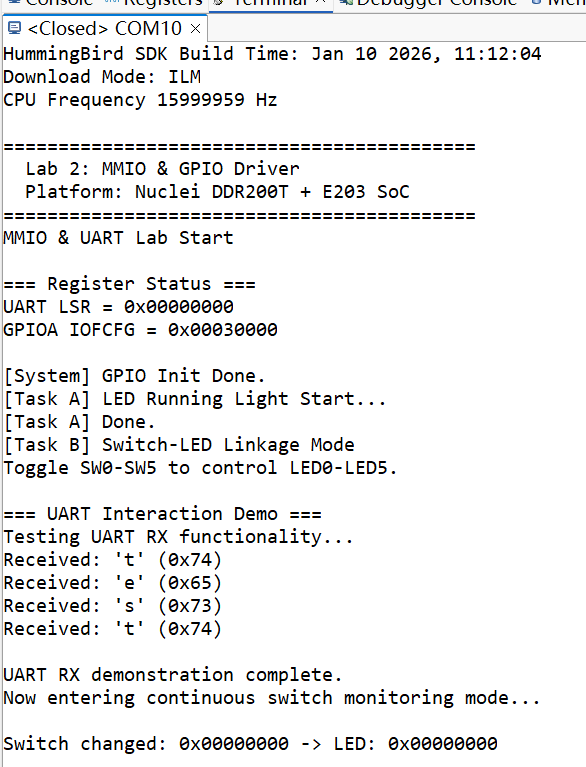 Console Registers Terminal Debugger Console
<Closed> COM10
HummingBird SDK Build Time: Jan 10 2026, 11:12:04
Download Mode: ILM
CPU Frequency 15999959 Hz
===========================================
Lab 2: MMIO & GPIO Driver
Platform: Nuclei DDR200T + E203 SoC
===========================================
MMIO & UART Lab Start
=== Register Status ===
UART LSR = 0x00000000
GPIOA IOFCFG = 0x00030000
[System] GPIO Init Done.
[Task A] LED Running Light Start...
[Task A] Done.
[Task B] Switch-LED Linkage Mode
Toggle SW0-SW5 to control LED0-LED5.
=== UART Interaction Demo ===
Testing UART RX functionality...
Received: 't' (0x74)
Received: 'e' (0x65)
Received: 's' (0x73)
Received: 't' (0x74)
UART RX demonstration complete.
Now entering continuous switch monitoring mode...
Switch changed: 0x00000000 -> LED: 0x00000000